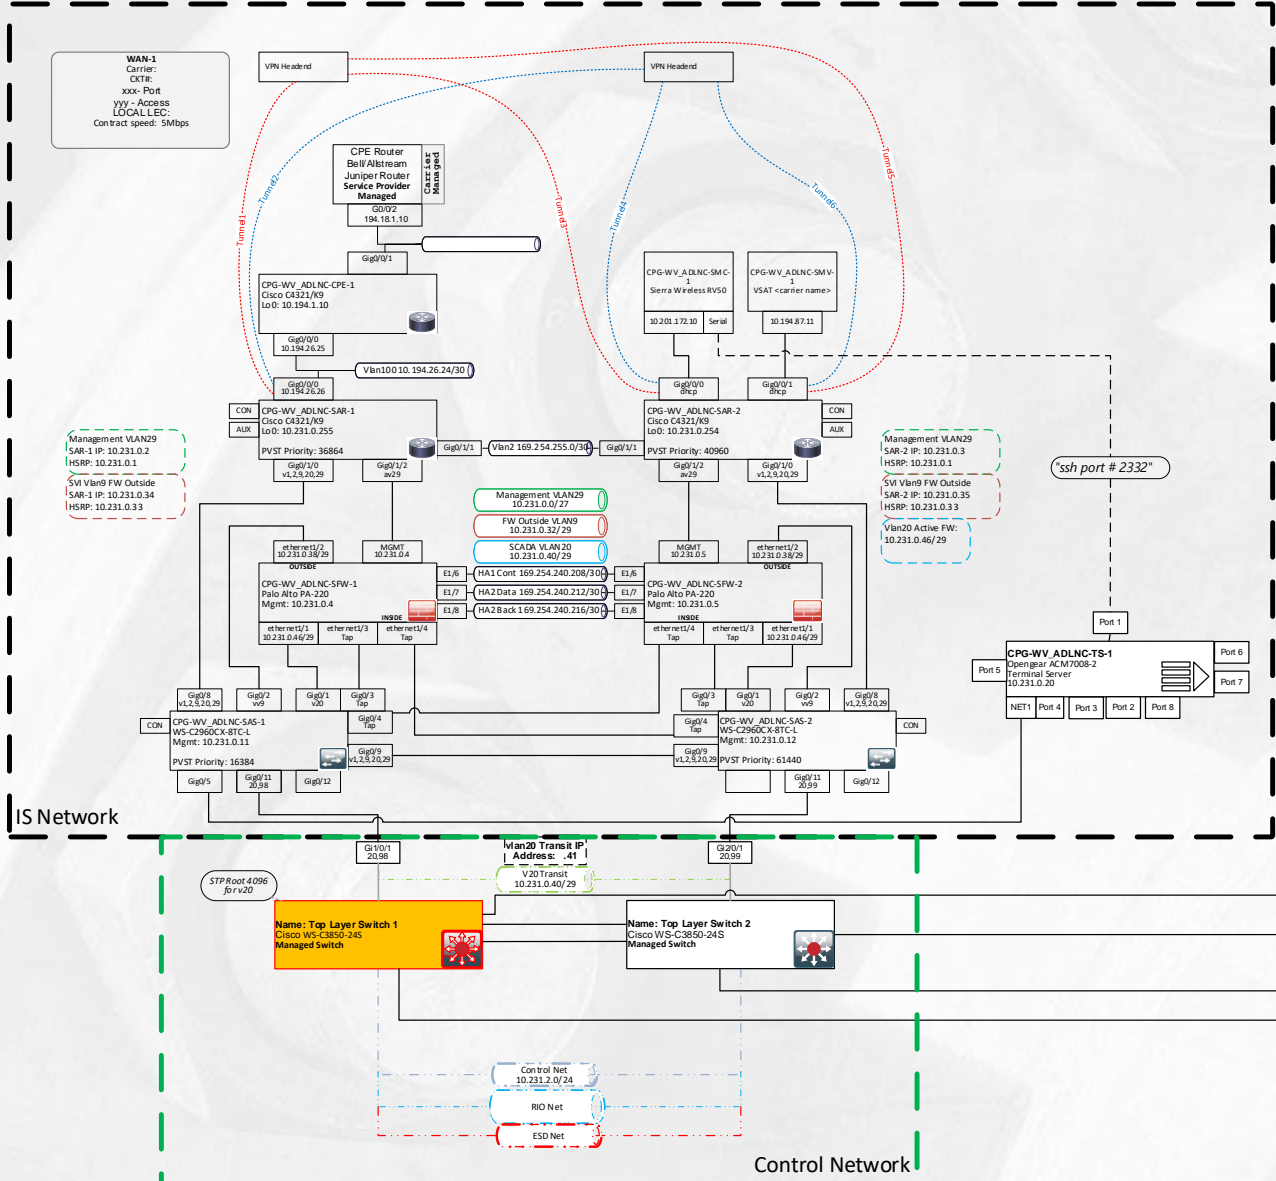 WAN-1
Carrier:
CKT#:
xxx- Port
yyy - Access
LOCAL LEC:
Contract speed: 5Mbps
VPN Headend
VPN Headend
CPE Router
Bell/Allstream
Juniper Router
Service Provider
Managed
Carrier
Managed
G0/0/2
194.18.1.10
Tunnel1
Tunnel2
Tunnel3
Tunnel4
Tunnel6
Tunnel5
Gig0/0/1
CPG-WV_ADLNC-CPE-1
Cisco C4321/K9
Lo0: 10.194.1.10
Gig0/0/0
10.194.26.25
Vlan100 10.194.26.24/30
CPG-WV_ADLNC-SMC-
1
Sierra Wireless RV50
10.201.172.10
Serial
CPG-WV_ADLNC-SMV-
1
VSAT <carrier name>
10.194.87.11
Gig0/0/0
10.194.26.26
CON
AUX
CPG-WV_ADLNC-SAR-1
Cisco C4321/K9
Lo0: 10.231.0.255
PVST Priority: 36864
Gig0/1/1
Vlan2 169.254.255.0/30
Gig0/1/1
Gig0/0/0
dhcp
Gig0/0/1
dhcp
CPG-WV_ADLNC-SAR-2
Cisco C4321/K9
Lo0: 10.231.0.254
PVST Priority: 40960
CON
AUX
Management VLAN29
SAR-1 IP: 10.231.0.2
HSRP: 10.231.0.1
SVI Vlan9 FW Outside
SAR-1 IP: 10.231.0.34
HSRP: 10.231.0.33
Management VLAN29
SAR-2 IP: 10.231.0.3
HSRP: 10.231.0.1
SVI Vlan9 FW Outside
SAR-2 IP: 10.231.0.35
HSRP: 10.231.0.33
Vlan20 Active FW:
10.231.0.46/29
"ssh port # 2332"
Gig0/1/0
v1,2,9,20,29
Gig0/1/2
av29
Gig0/1/2
av29
Gig0/1/0
v1,2,9,20,29
Management VLAN29
10.231.0.0/27
FW Outside VLAN9
10.231.0.32/29
SCADA VLAN20
10.231.0.40/29
ethernet1/2
10.231.0.38/29
OUTSIDE
MGMT
10.231.0.4
CPG-WV_ADLNC-SFW-1
Palo Alto PA-220
Mgmt: 10.231.0.4
INSIDE
ethernet1/1
10.231.0.46/29
ethernet1/3
Tap
ethernet1/4
Tap
E1/6
HA1 Cont 169.254.240.208/30
E1/6
E1/7
HA2 Data 169.254.240.212/30
E1/7
E1/8
HA2 Back 169.240.216/30
E1/8
MGMT
10.231.0.5
ethernet1/2
10.231.0.38/29
OUTSIDE
CPG-WV_ADLNC-SFW-2
Palo Alto PA-220
Mgmt: 10.231.0.5
INSIDE
ethernet1/4
Tap
ethernet1/3
Tap
ethernet1/1
10.231.0.46/29
Port 1
CPG-WV_ADLNC-TS-1
Opengear ACM7008-2
Terminal Server
10.231.0.20
Port 5
Port 6
Port 7
NET1
Port 4
Port 3
Port 2
Port 8
Gig0/8
v1,2,9,20,29
Gig0/2
vv9
Gig0/1
v20
Gig0/3
Tap
Gig0/4
Tap
CON
CPG-WV_ADLNC-SAS-1
WS-C2960CX-8TC-L
Mgmt: 10.231.0.11
PVST Priority: 16384
Gig0/9
v1,2,9,20,29
Gig0/5
Gig0/11
20,98
Gig0/12
Gig0/3
Tap
Gig0/1
v20
Gig0/2
vv9
Gig0/8
v1,2,9,20,29
Gig0/4
Tap
CPG-WV_ADLNC-SAS-2
WS-C2960CX-8TC-L
Mgmt: 10.231.0.12
PVST Priority: 61440
CON
Gig0/9
v1,2,9,20,29
Gig0/11
20,99
Gig0/12
IS Network
Gi1/0/1
20,98
Vlan20 Transit IP
Address: .41
V20 Transit
10.231.0.40/29
Gi2/0/1
20,99
STP Root 4096
for v20
Name: Top Layer Switch 1
Cisco WS-C3850-24S
Managed Switch
Name: Top Layer Switch 2
Cisco WS-C3850-24S
Managed Switch
Control Net
10.231.2.0/24
RIO Net
ESD Net
Control Network